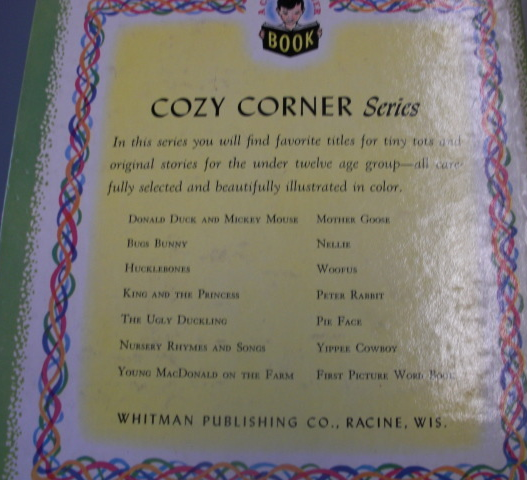 BOOK
COZY CORNER Series
In this series you will find favorite titles for tiny tots and
original stories for the under twelve age group—all care-
fully selected and beautifully illustrated in color.
DONALD DUCK AND MICKEY MOUSE MOTHER GOOSE
BUGS BUNNY NELLIE
HUCKLEBONES WOOFUS
KING AND THE PRINCESS PETER RABBIT
THE UGLY DUCKLING PIE FACE
NURSERY RHYMES AND SONGS YIPPEE COWBOY
YOUNG MACDONALD ON THE FARM FIRST PICTURE WORD BOOK
WHITMAN PUBLISHING CO., RACINE, WIS.